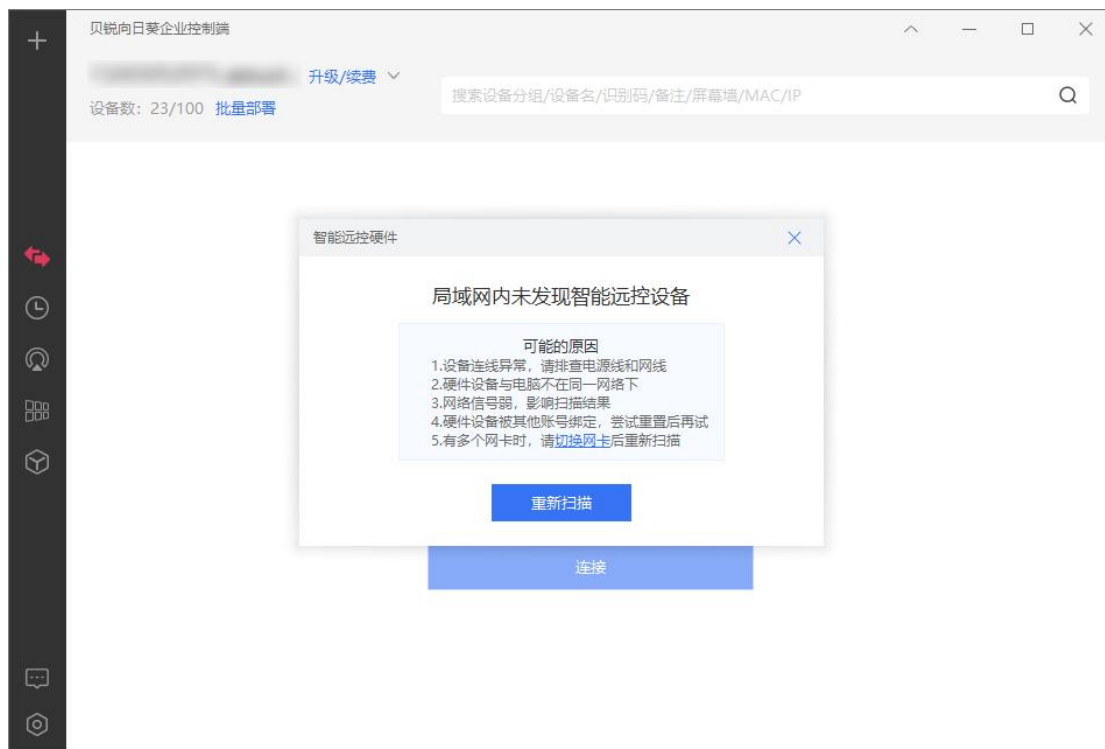 贝锐向日葵企业控制端
升级/续费
设备数：23/100 批量部署
搜索设备分组/设备名/识别码/备注/屏幕墙/MAC/IP
智能远控硬件
局域网内未发现智能远控设备
可能的原因
1.设备连线异常，请排查电源线和网线
2.硬件设备与电脑不在同一网络下
3.网络信号弱，影响扫描结果
4.硬件设备被其他账号绑定，尝试重置后再试
5.有多个网卡时，请切换网卡后重新扫描
重新扫描
连接